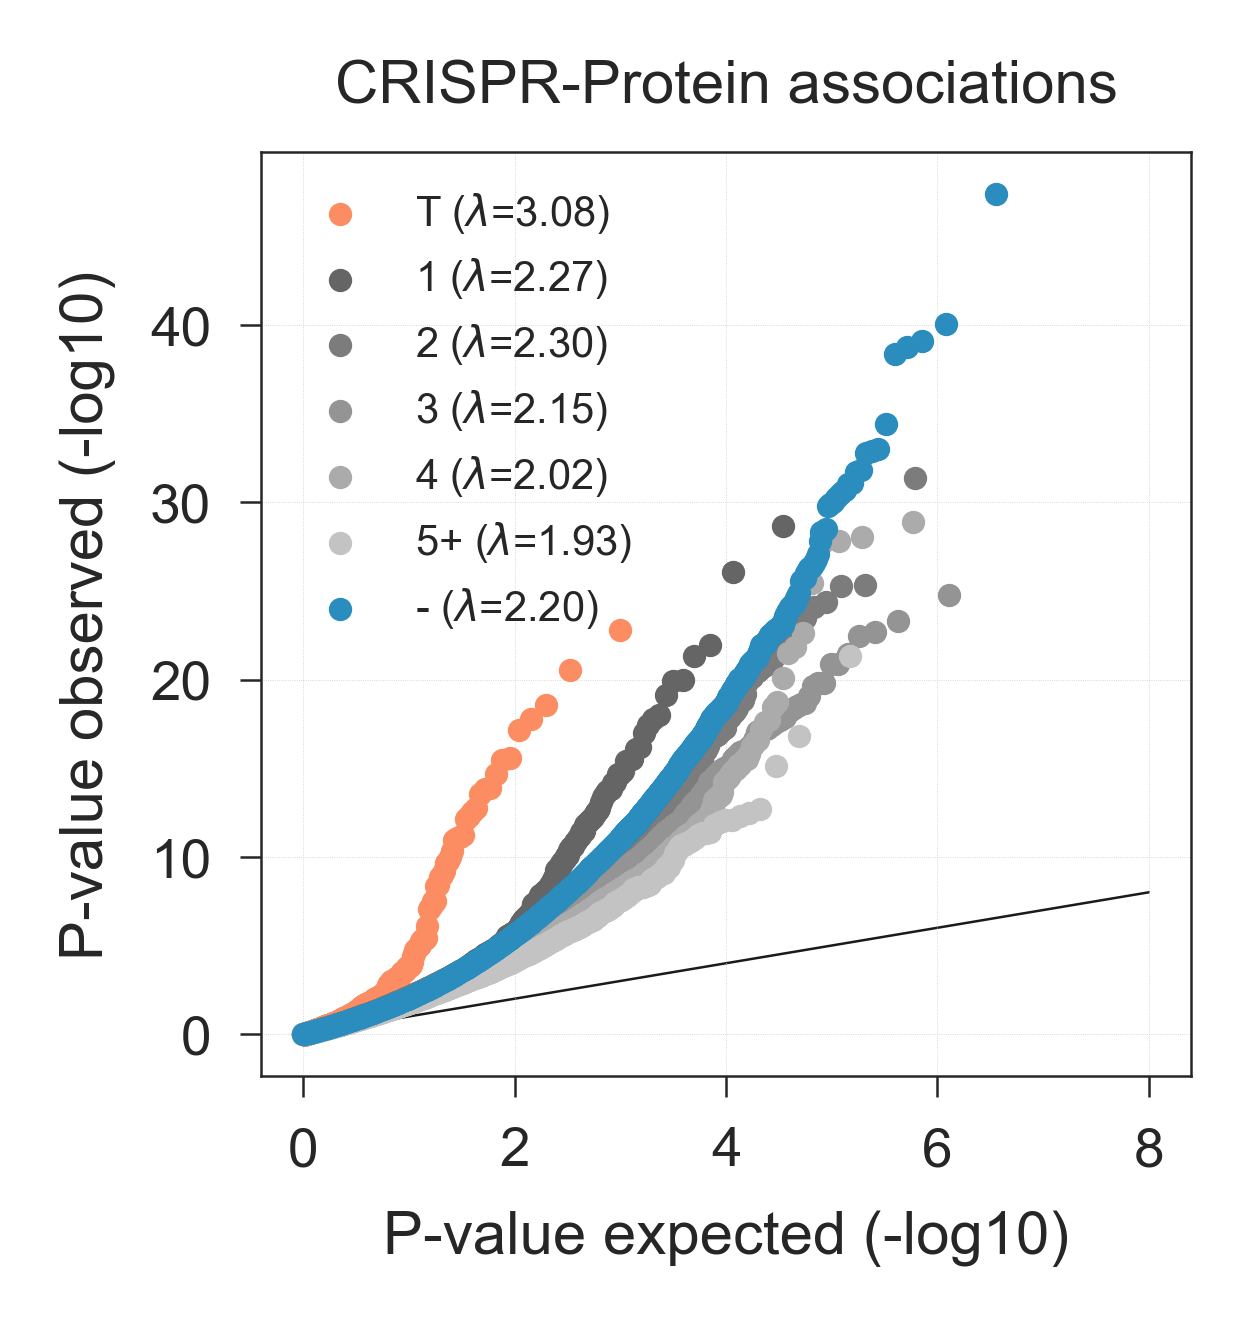 CRISPR-Protein associations
T (λ=3.08)
1 (λ=2.27)
2 (λ=2.30)
3 (λ=2.15)
4 (λ=2.02)
5+ (λ=1.93)
- (λ=2.20)
P-value observed (-log10)
40
30
20
10
0
0 2 4 6 8
P-value expected (-log10)